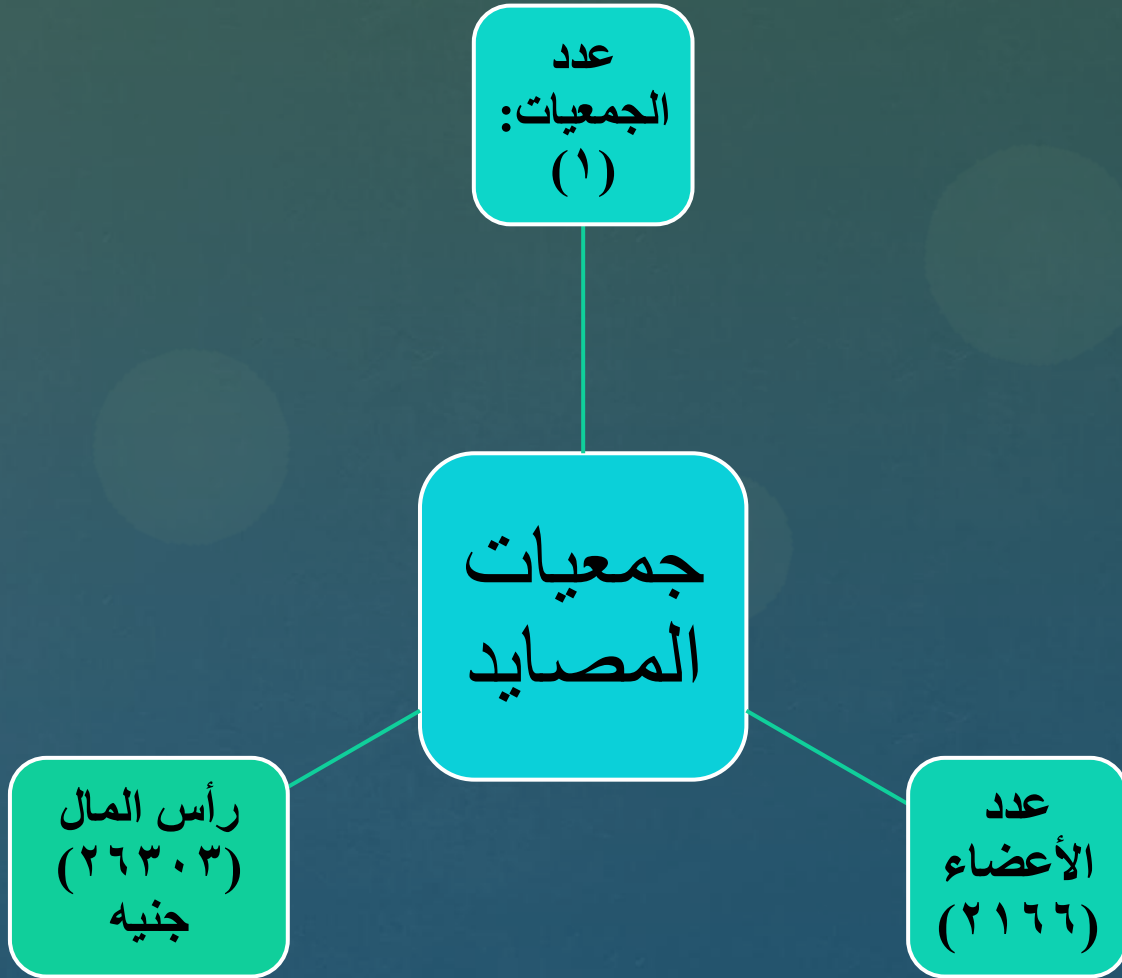 عدد
الجمعيات:
(١)
جمعيات
المصايد
عدد
الأعضاء
(٢١٦٦)
رأس المال
(٢٦٣٠٣)
جنيه